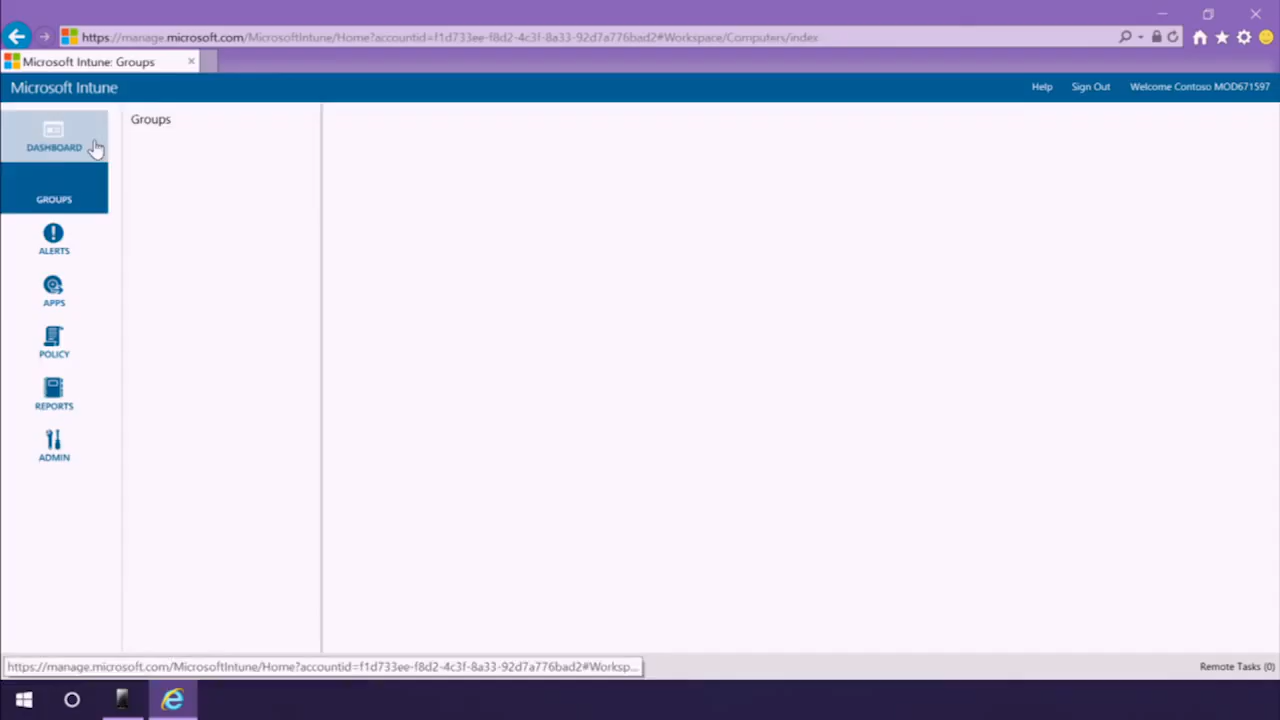 https://manage.microsoft.com/MicrosoftIntune/Home?accountid=f1d733ee-f8d2-4c3f-8a33-92d7a776bad2#Workspace/Computers/index
Microsoft Intune: Groups
Microsoft Intune
Help
Sign Out
Welcome Contoso MOD671597
DASHBOARD
GROUPS
ALERTS
APPS
POLICY
REPORTS
ADMIN
Groups
https://manage.microsoft.com/MicrosoftIntune/Home?accountid=f1d733ee-f8d2-4c3f-8a33-92d7a776bad2#Worksp...
Remote Tasks (0)